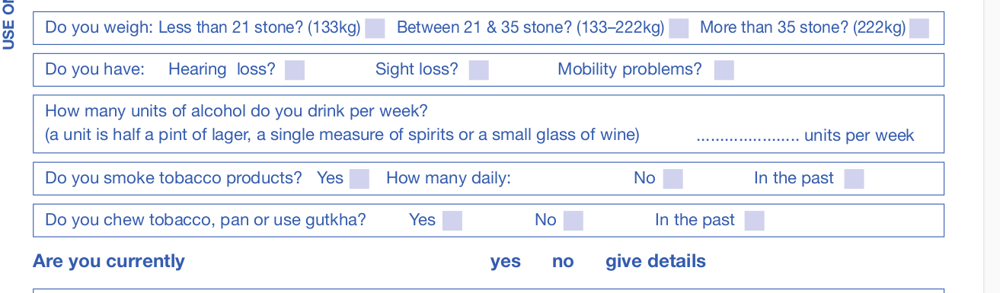 USE
Do you weigh: Less than 21 stone? (133kg) Between 21 & 35 stone? (133–222kg) More than 35 stone? (222kg)
Do you have: Hearing loss? Sight loss? Mobility problems?
How many units of alcohol do you drink per week?
(a unit is half a pint of lager, a single measure of spirits or a small glass of wine) ...................... units per week
Do you smoke tobacco products? Yes How many daily: No In the past
Do you chew tobacco, pan or use gutkha? Yes No In the past
Are you currently yes no give details